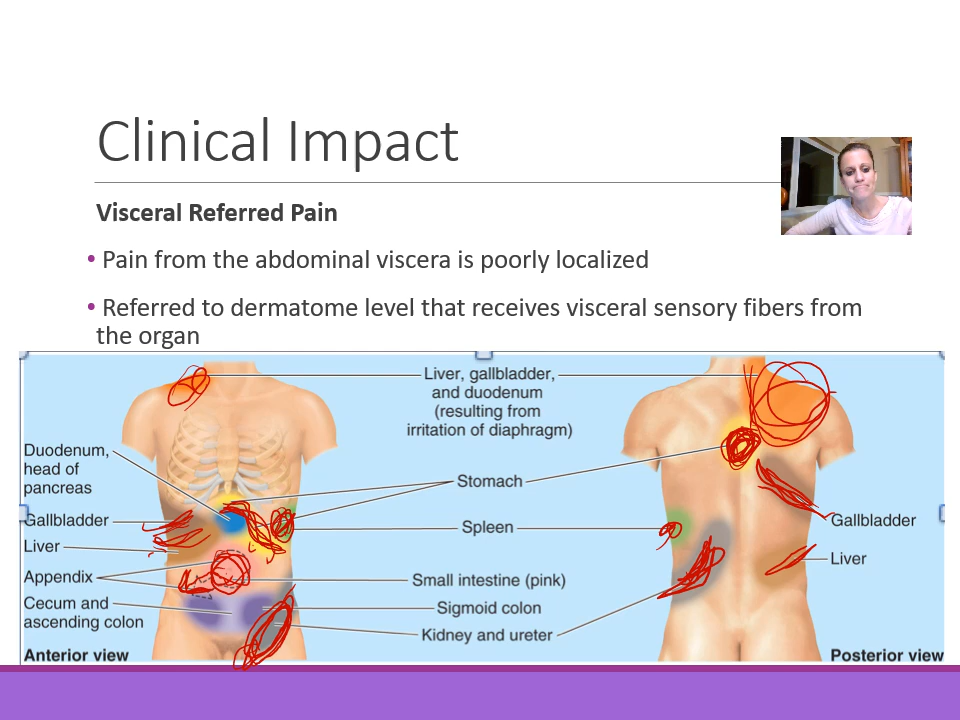 Clinical Impact
Visceral Referred Pain
• Pain from the abdominal viscera is poorly localized
• Referred to dermatome level that receives visceral sensory fibers from
the organ
Liver, gallbladder,
and duodenum
(resulting from
irritation of diaphragm)
Duodenum,
head of
pancreas
Stomach
Gallbladder
Gallbladder
Spleen
Liver
Liver
Appendix
Small intestine (pink)
Cecum and
ascending colon
Sigmoid colon
Kidney and ureter
Anterior view
Posterior view